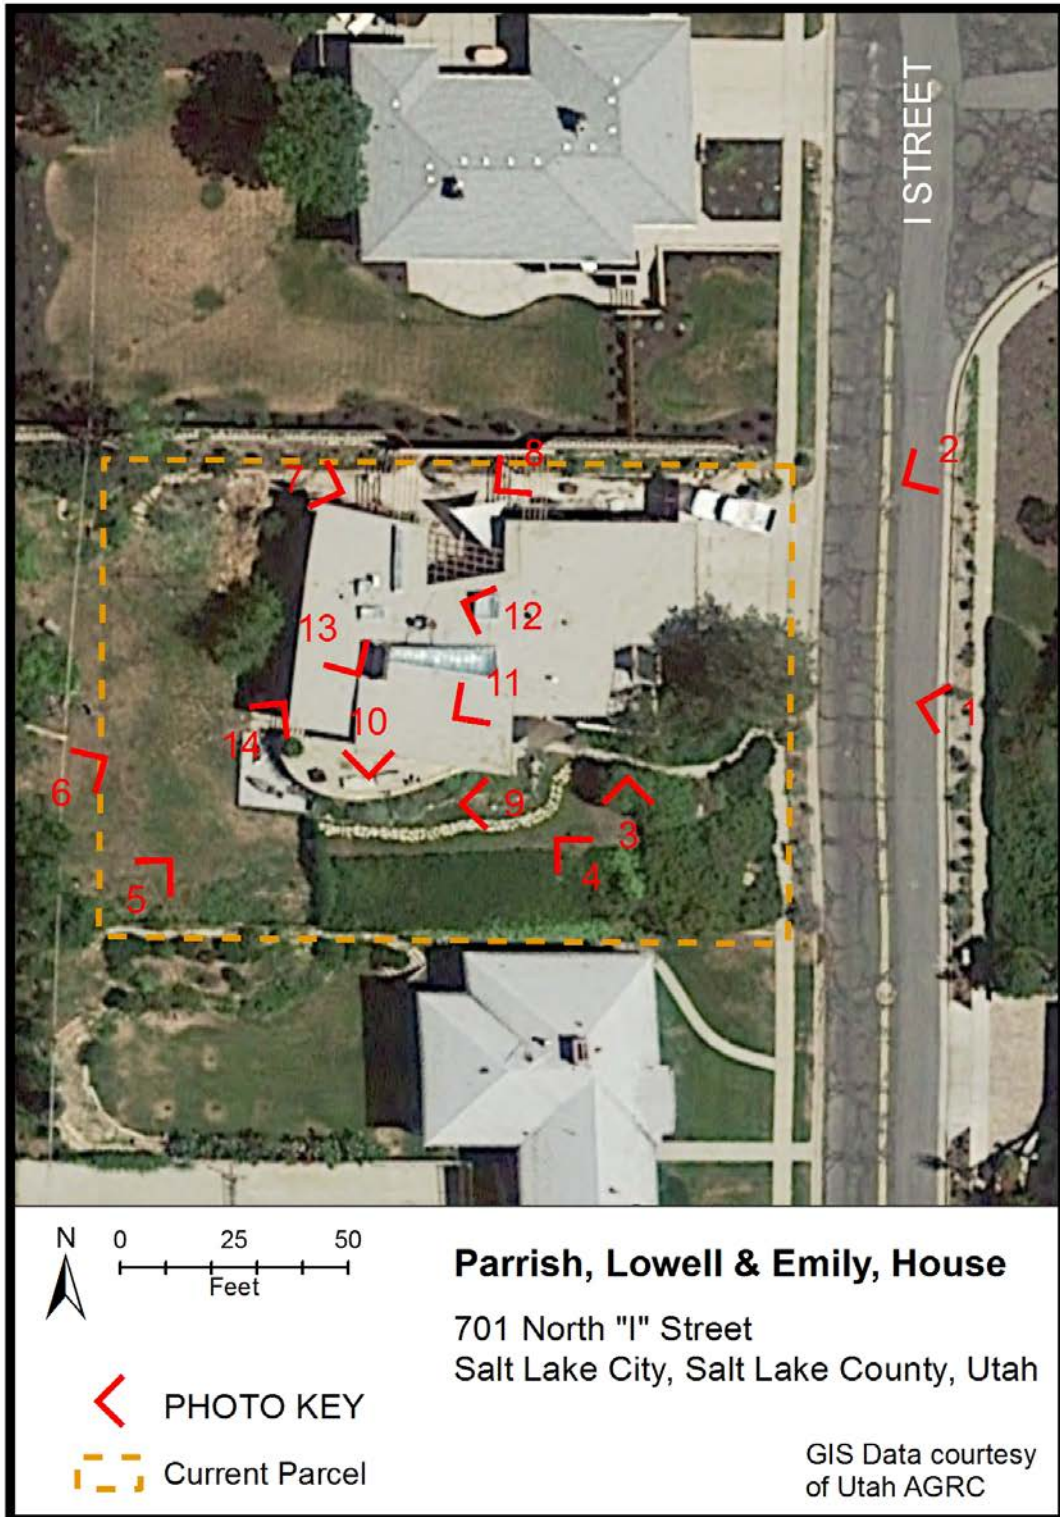 I STREET
2
8
7
12
13
11
1
10
14
6
9
3
4
5
N
0 25 50
Feet
Parrish, Lowell & Emily, House
701 North "I" Street
Salt Lake City, Salt Lake County, Utah
PHOTO KEY
Current Parcel
GIS Data courtesy
of Utah AGRC